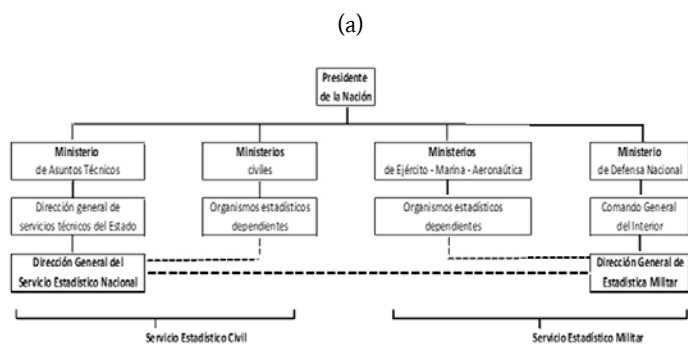 (a)
Presidente
de la Nación
Ministerio
de Asuntos Técnicos
Ministerios
civiles
Ministerios
de Ejército - Marina - Aeronaútica
Ministerio
de Defensa Nacional
Dirección general de
servicios técnicos del Estado
Organismos estadísticos
dependientes
Organismos estadísticos
dependientes
Comando General
del Interior
Dirección General del
Servicio Estadístico Nacional
Dirección General de
Estadística Militar
Servicio Estadístico Civil
Servicio Estadístico Militar